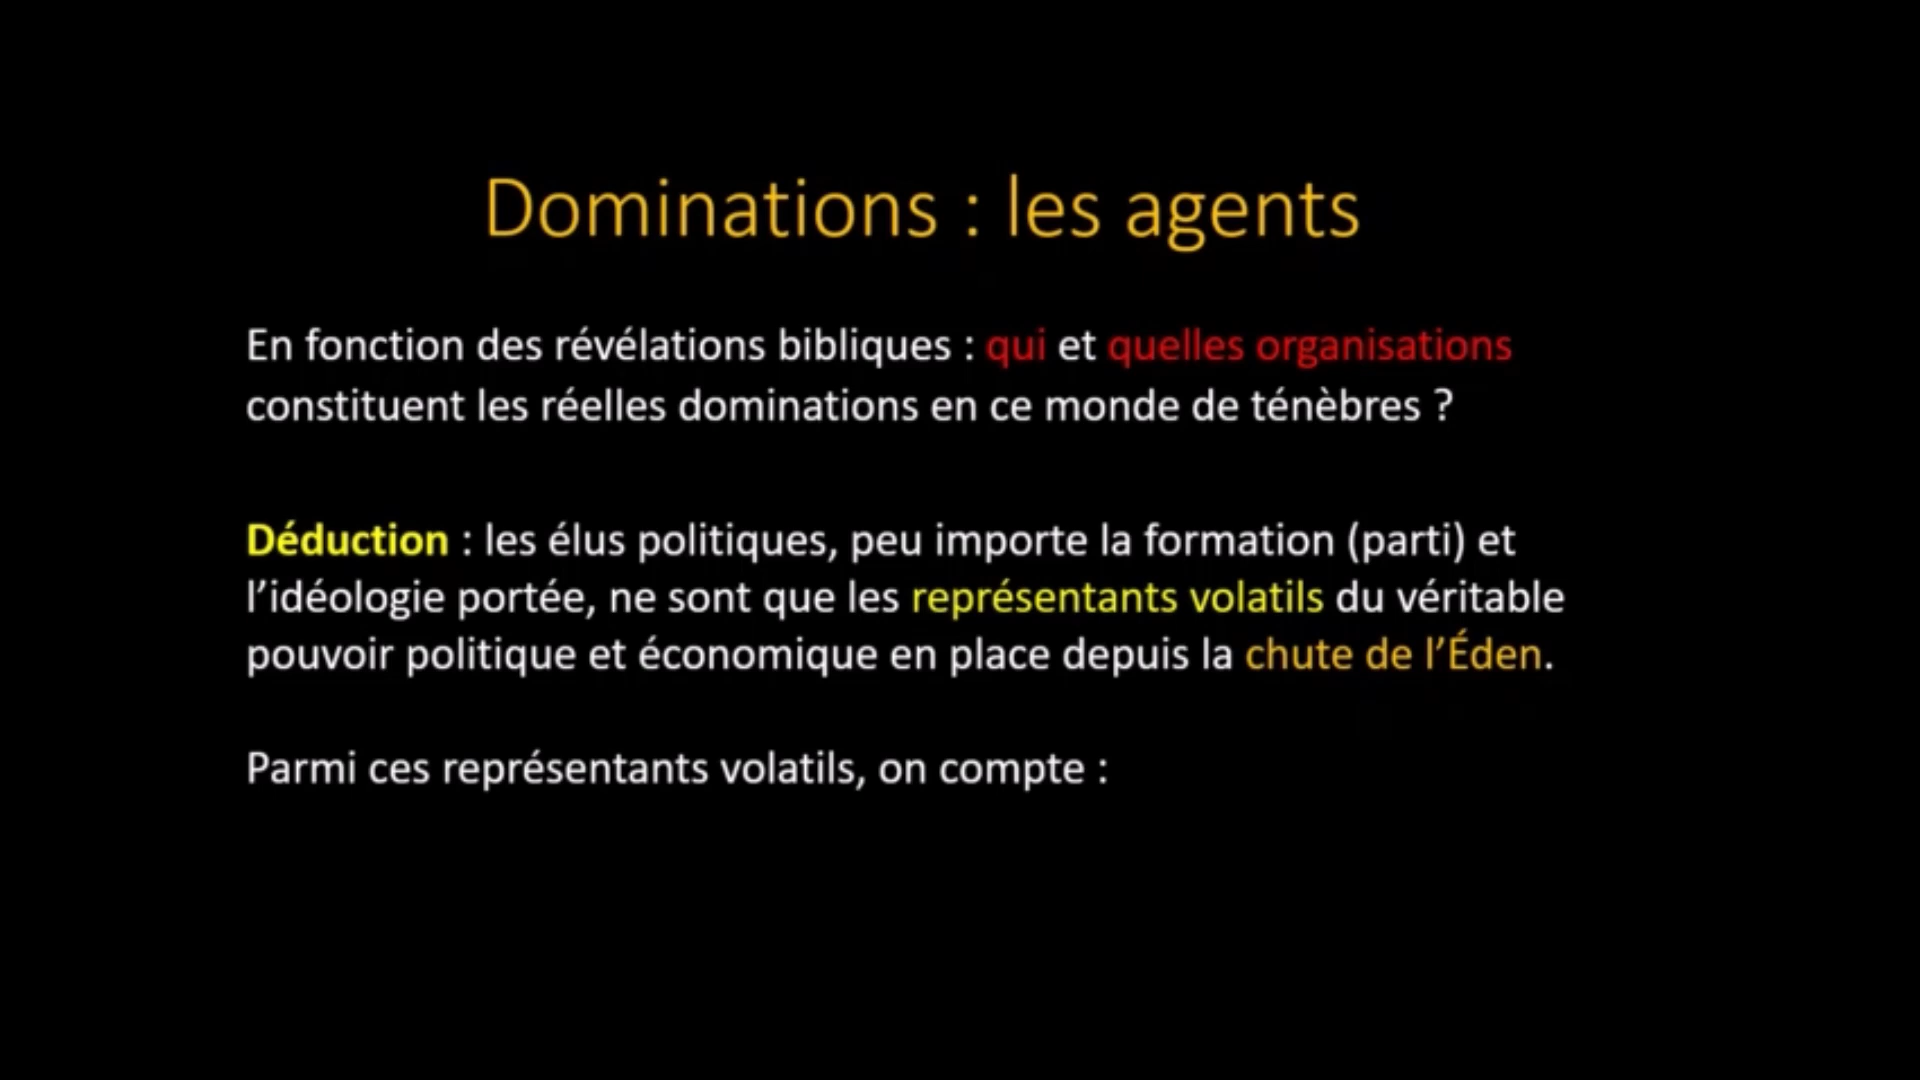 Dominations : les agents
En fonction des révélations bibliques : qui et quelles organisations
constituent les réelles dominations en ce monde de ténèbres ?
Déduction : les élus politiques, peu importe la formation (parti) et
l’idéologie portée, ne sont que les représentants volatils du véritable
pouvoir politique et économique en place depuis la chute de l’Éden.
Parmi ces représentants volatils, on compte :